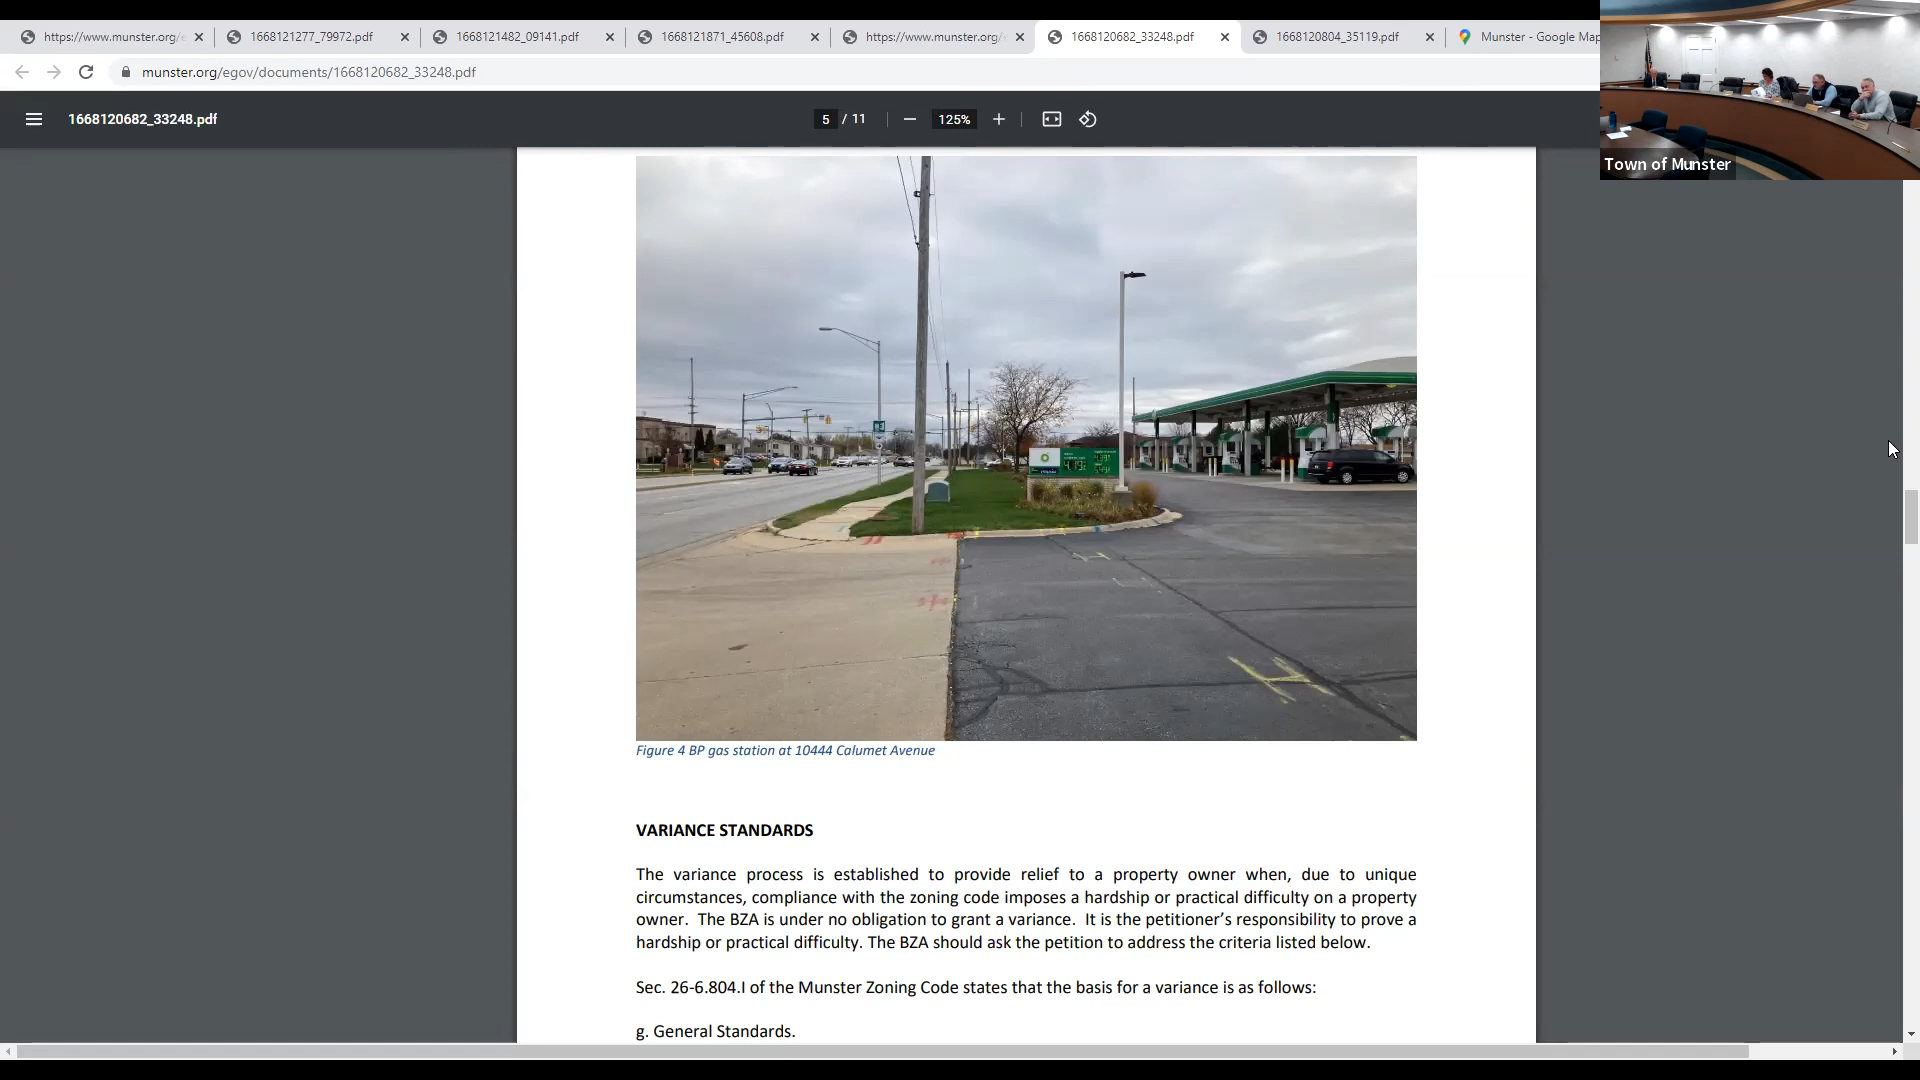 https://www.munster.org/e
1668121277_79972.pdf
1668121482_09141.pdf
1668121871_45608.pdf
https://www.munster.org/
1668120682_33248.pdf
1668120804_35119.pdf
Munster - Google Map
munster.org/egov/documents/1668120682_33248.pdf
1668120682_33248.pdf
5 / 11
125%
Town of Munster
Figure 4 BP gas station at 10444 Calumet Avenue
VARIANCE STANDARDS
The variance process is established to provide relief to a property owner when, due to unique
circumstances, compliance with the zoning code imposes a hardship or practical difficulty on a property
owner. The BZA is under no obligation to grant a variance. It is the petitioner's responsibility to prove a
hardship or practical difficulty. The BZA should ask the petition to address the criteria listed below.
Sec. 26-6.804.I of the Munster Zoning Code states that the basis for a variance is as follows:
g. General Standards.